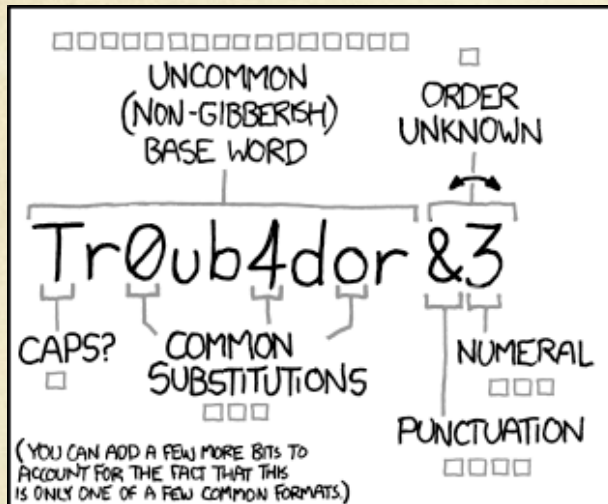 UNCOMMON
(NON-GIBBERISH)
BASE WORD
ORDER
UNKNOWN
Tr0ub4dor &3
CAPS?
COMMON
SUBSTITUTIONS
NUMERAL
PUNCTUATION
(YOU CAN ADD A FEW MORE BITS TO
ACCOUNT FOR THE FACT THAT THIS
IS ONLY ONE OF A FEW COMMON FORMATS.)